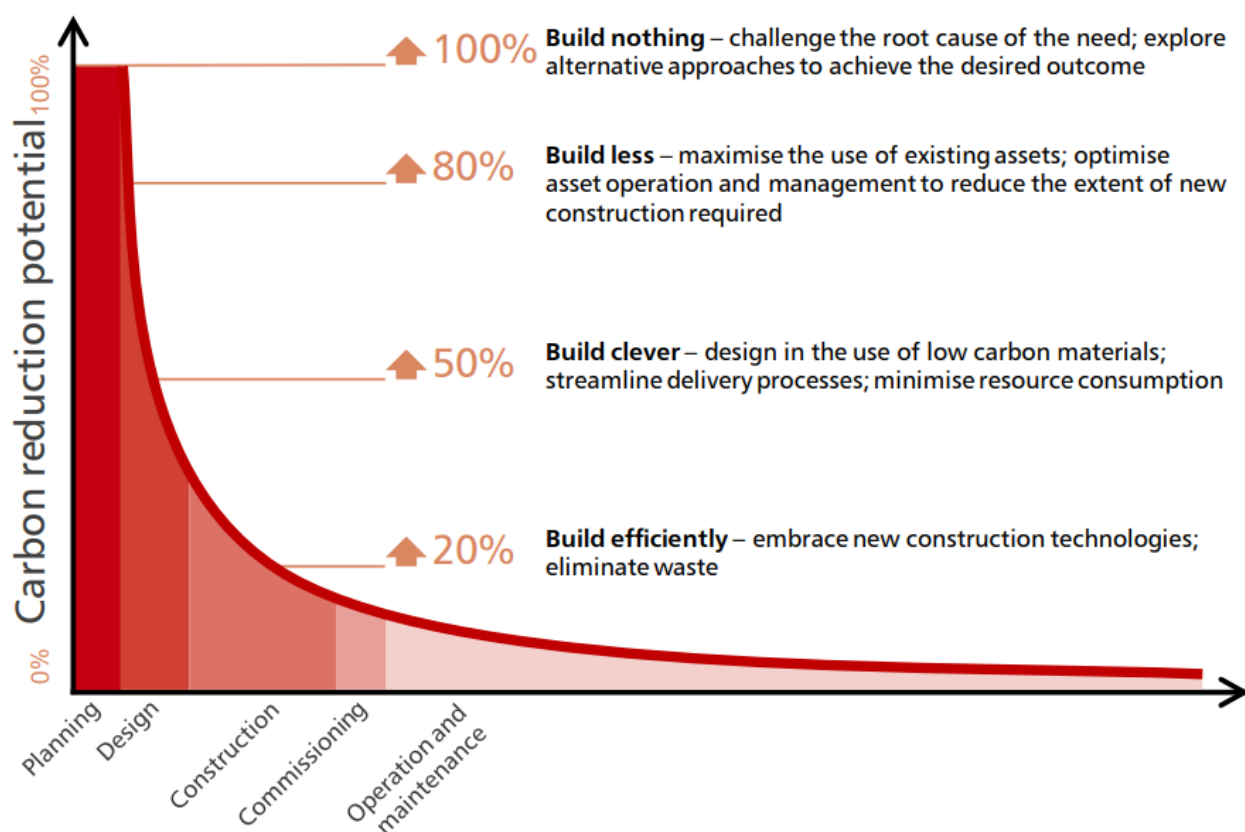 Carbon reduction potential
100%
0%
100%
Build nothing – challenge the root cause of the need; explore
alternative approaches to achieve the desired outcome
80%
Build less – maximise the use of existing assets; optimise
asset operation and management to reduce the extent of new
construction required
50%
Build clever – design in the use of low carbon materials;
streamline delivery processes; minimise resource consumption
20%
Build efficiently – embrace new construction technologies;
eliminate waste
Planning
Design
Construction
Commissioning
Operation and
maintenance